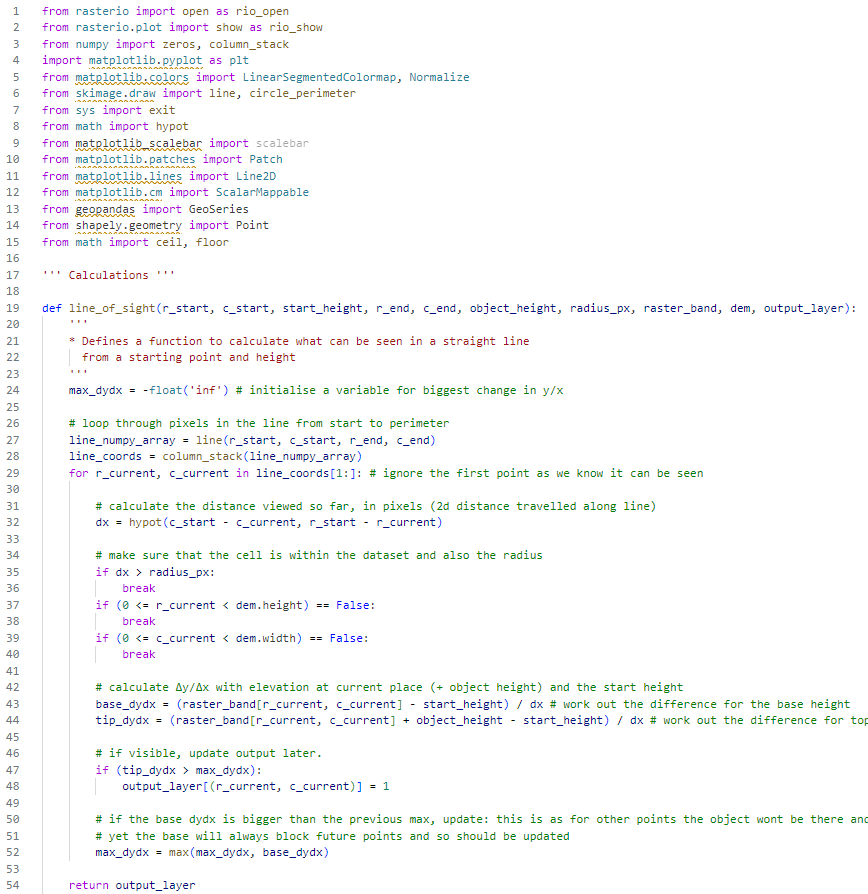 1 from rasterio import open as rio_open
2 from rasterio.plot import show as rio_show
3 from numpy import zeros, column_stack
4 import matplotlib.pyplot as plt
5 from matplotlib.colors import LinearSegmentedColormap, Normalize
6 from skimage.draw import line, circle_perimeter
7 from sys import exit
8 from math import hypot
9 from matplotlib_scalebar import scalebar
10 from matplotlib.patches import Patch
11 from matplotlib.lines import Line2D
12 from matplotlib.cm import ScalarMappable
13 from geopandas import GeoSeries
14 from shapely.geometry import Point
15 from math import ceil, floor
16
17 ''' Calculations '''
18
19 def line_of_sight(r_start, c_start, start_height, r_end, c_end, object_height, radius_px, raster_band, dem, output_layer):
20     '''
21     * Defines a function to calculate what can be seen in a straight line
22       from a starting point and height
23     '''
24     max_dydx = -float('inf') # initialise a variable for biggest change in y/x
25
26     # loop through pixels in the line from start to perimeter
27     line_numpy_array = line(r_start, c_start, r_end, c_end)
28     line_coords = column_stack(line_numpy_array)
29     for r_current, c_current in line_coords[1:]: # ignore the first point as we know it can be seen
30
31         # calculate the distance viewed so far, in pixels (2d distance travelled along line)
32         dx = hypot(c_start - c_current, r_start - r_current)
33
34         # make sure that the cell is within the dataset and also the radius
35         if dx > radius_px:
36             break
37         if (0 <= r_current < dem.height) == False:
38             break
39         if (0 <= c_current < dem.width) == False:
40             break
41
42         # calculate Δy/Δx with elevation at current place (+ object height) and the start height
43         base_dydx = (raster_band[r_current, c_current] - start_height) / dx # work out the difference for the base height
44         tip_dydx = (raster_band[r_current, c_current] + object_height - start_height) / dx # work out the difference for top
45
46         # if visible, update output later.
47         if (tip_dydx > max_dydx):
48             output_layer[(r_current, c_current)] = 1
49
50         # if the base dydx is bigger than the previous max, update: this is as for other points the object wont be there and
51         # yet the base will always block future points and so should be updated
52         max_dydx = max(max_dydx, base_dydx)
53
54     return output_layer